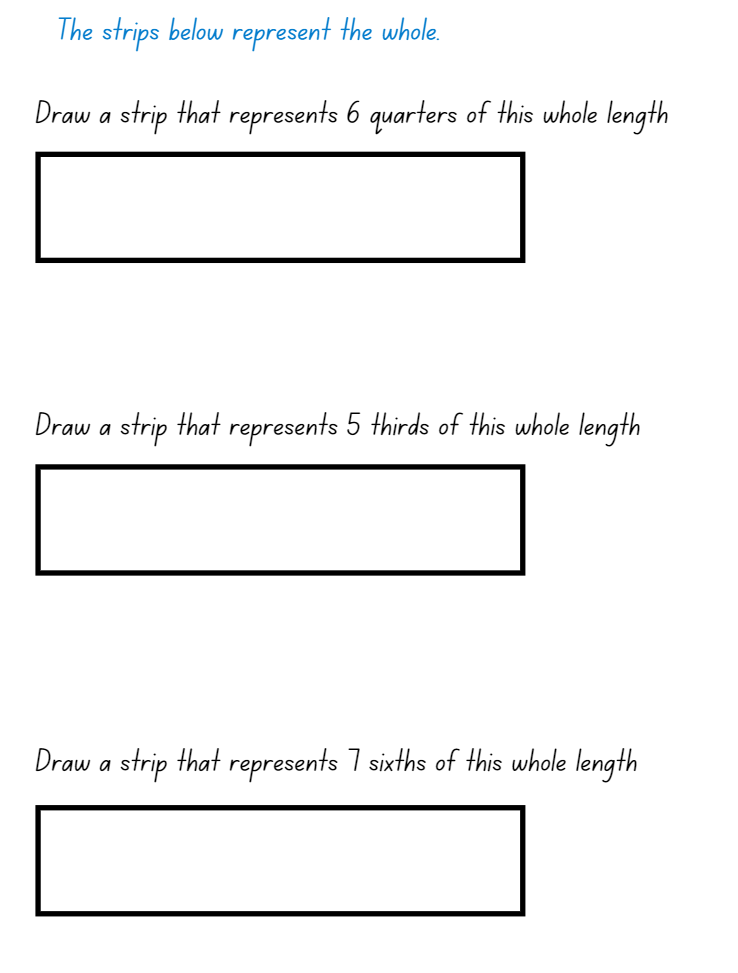 The strips below represent the whole.
Draw a strip that represents 6 quarters of this whole length
Draw a strip that represents 5 thirds of this whole length
Draw a strip that represents 7 sixths of this whole length